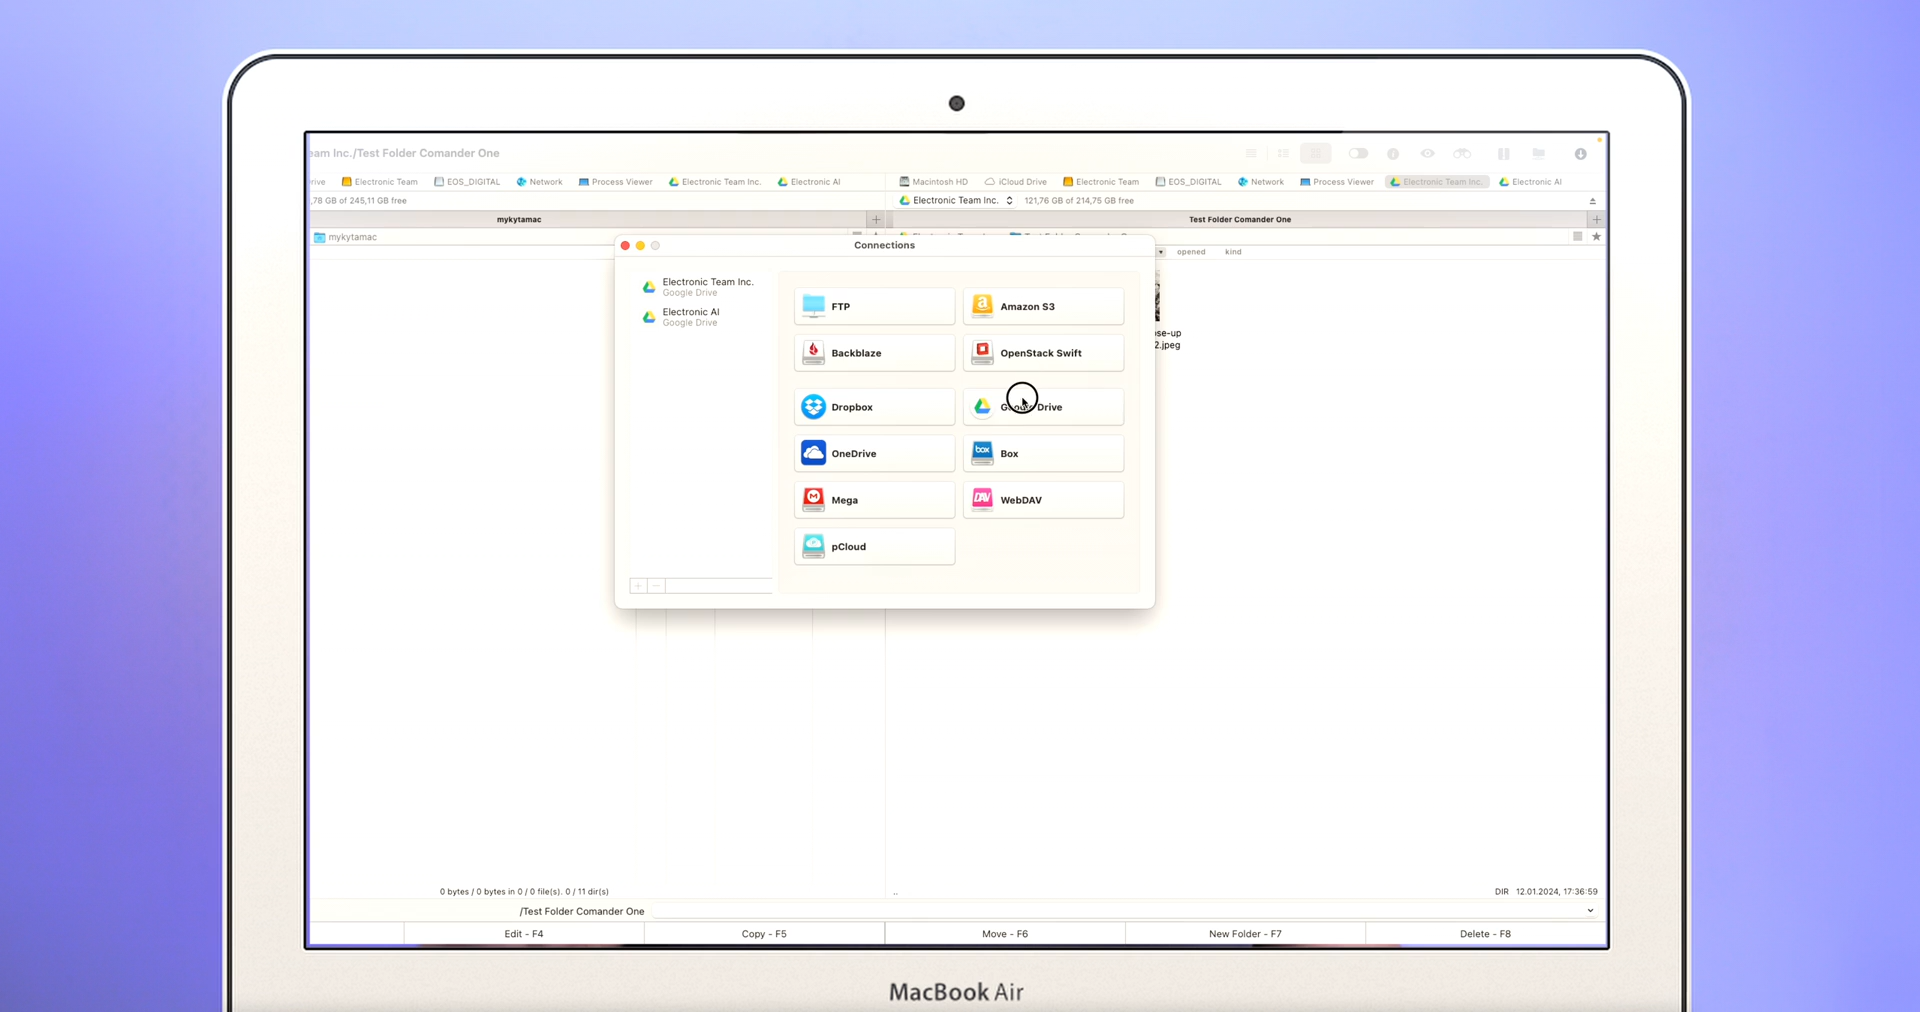 eam Inc./Test Folder Comander One
rive Electronic Team EOS_DIGITAL Network Process Viewer Electronic Team Inc. Electronic AI
Macintosh HD iCloud Drive Electronic Team EOS_DIGITAL Network Process Viewer Electronic Team Inc. Electronic AI
,78 GB of 245,11 GB free
Electronic Team Inc. 121,76 GB of 214,75 GB free
mykytamac
Test Folder Comander One
mykytamac
opened kind
Connections
Electronic Team Inc.
Google Drive
Electronic AI
Google Drive
FTP
Amazon S3
Backblaze
OpenStack Swift
Dropbox
Google Drive
OneDrive
box
Box
Mega
DAV
WebDAV
pCloud
se-up
2.jpeg
0 bytes / 0 bytes in 0 / 0 file(s). 0 / 11 dir(s)
..
DIR 12.01.2024, 17:36:59
/Test Folder Comander One
Edit - F4
Copy - F5
Move - F6
New Folder - F7
Delete - F8
MacBook Air